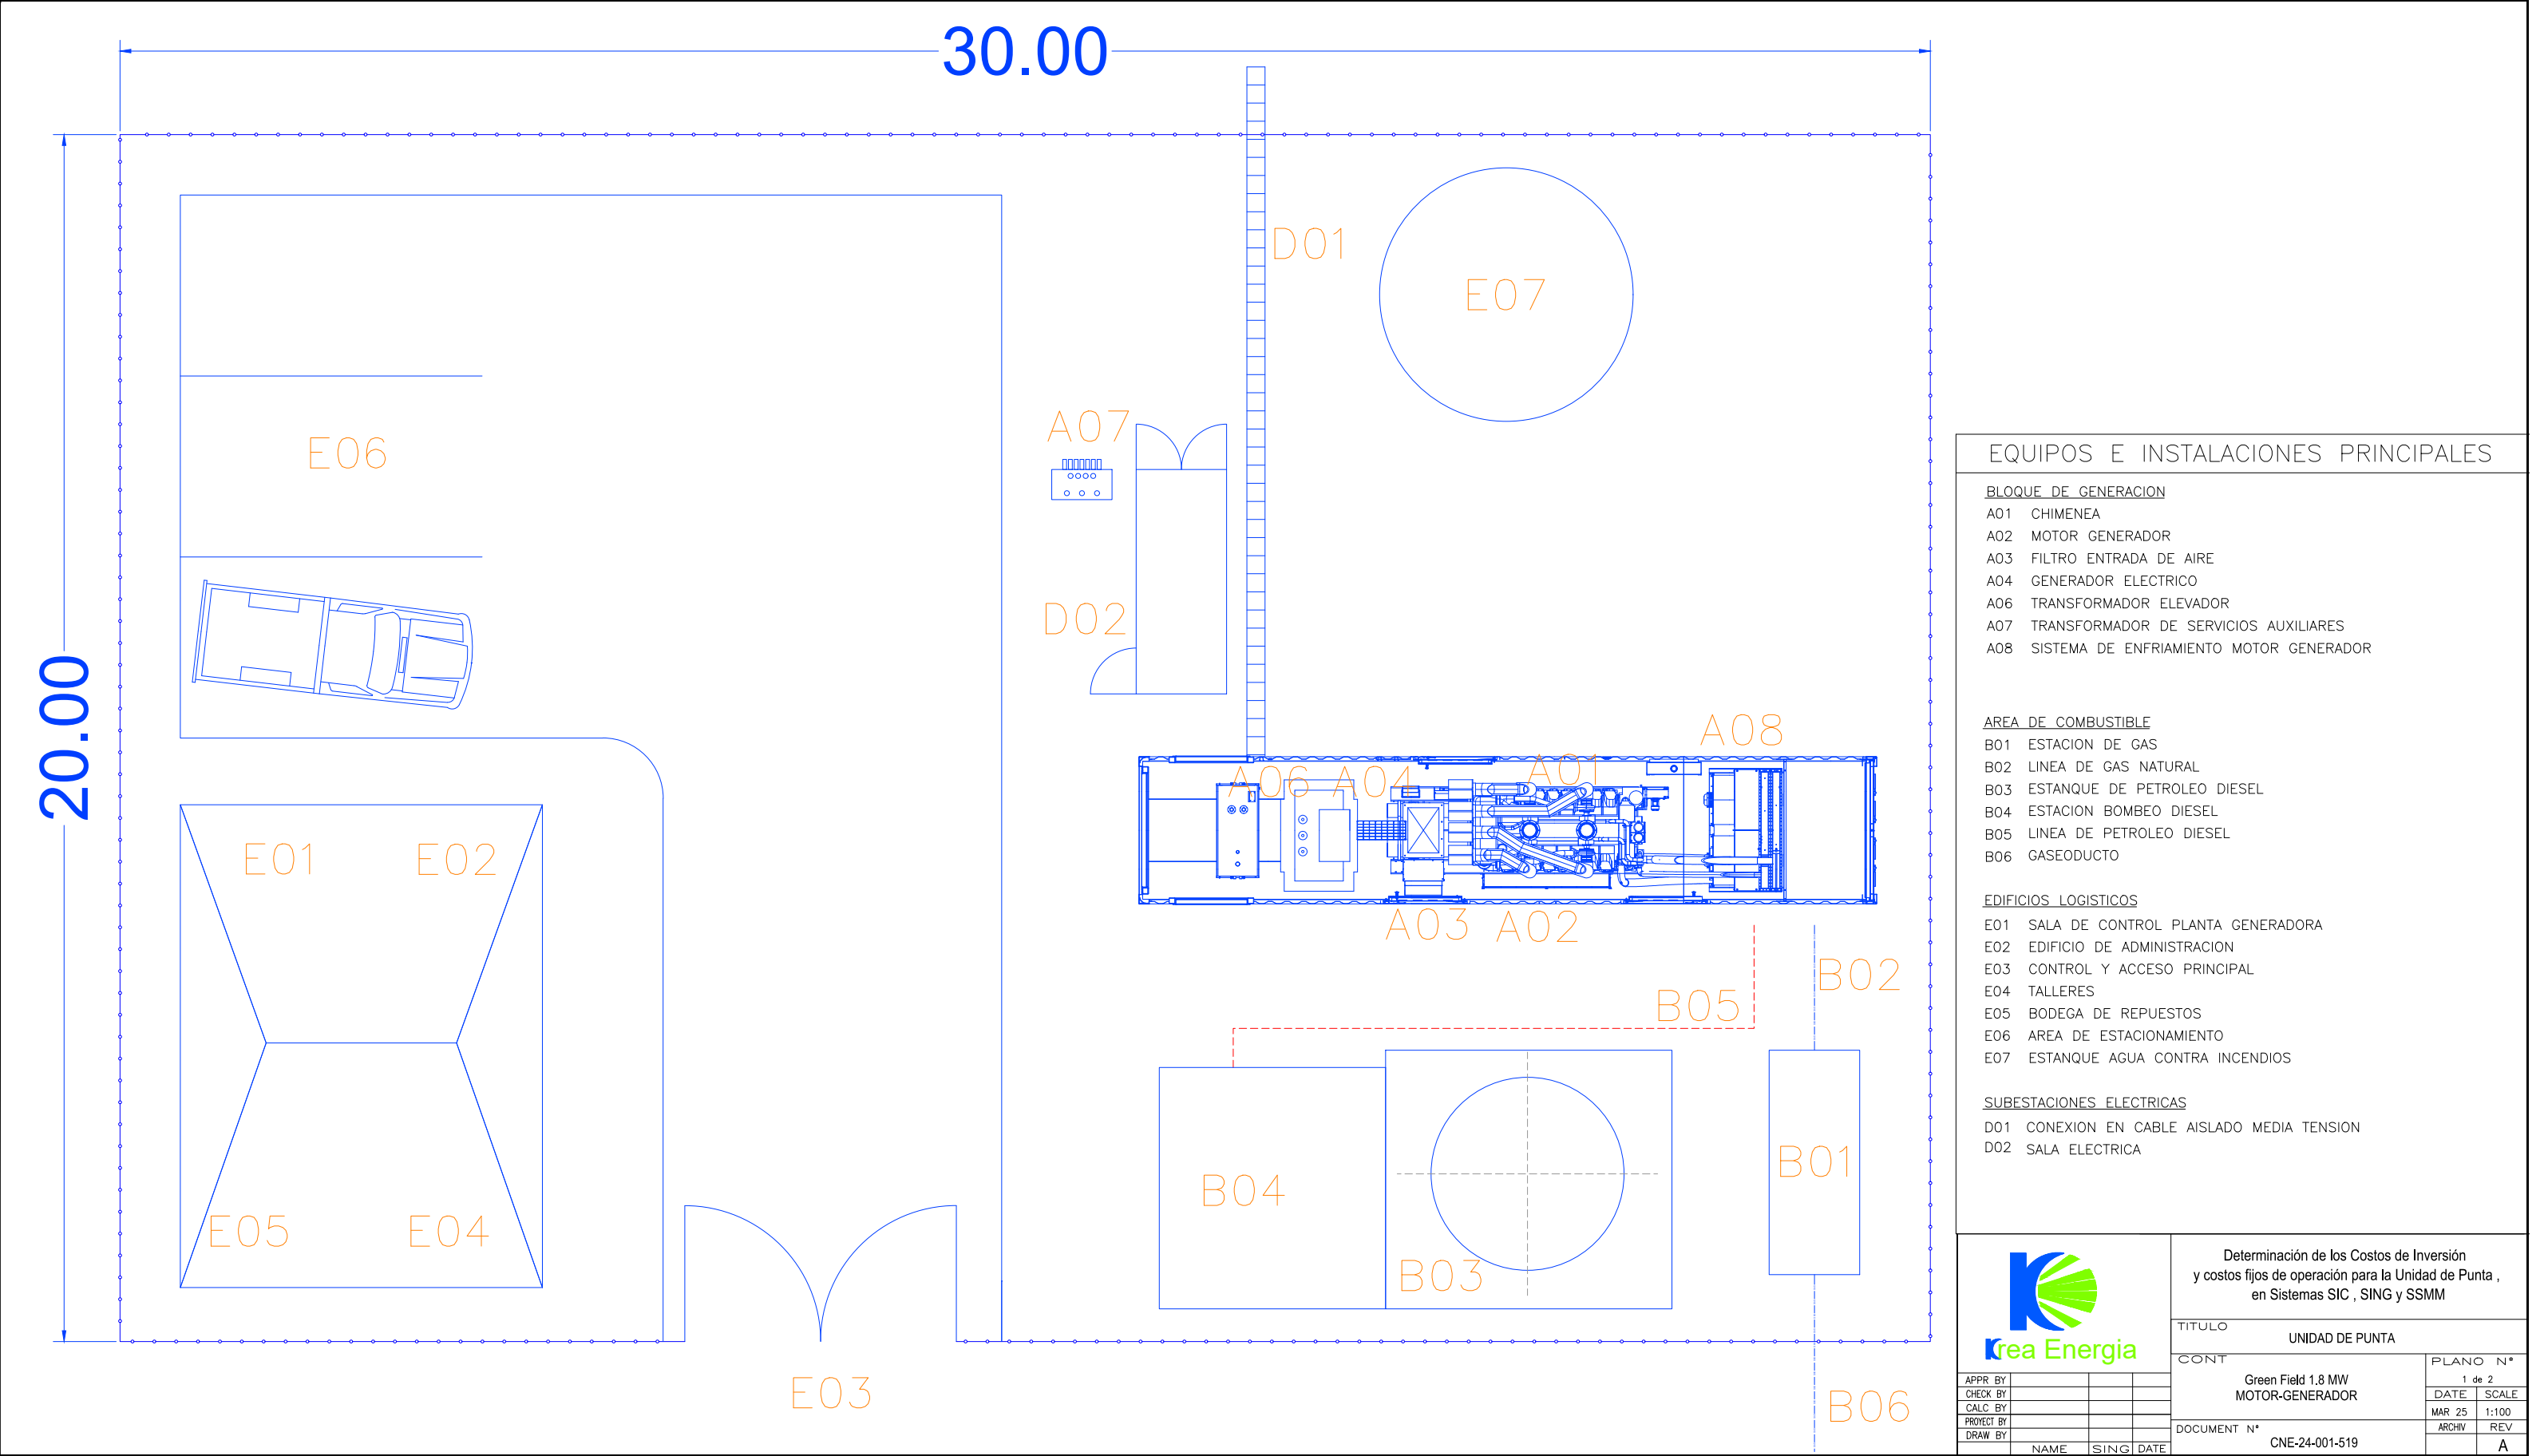 30.00
20.00
D01
E07
A07
E06
D02
A08
A06 A04
A01
E01
E02
A03 A02
B02
B05
B01
B04
E05
E04
B03
E03
B06
EQUIPOS E INSTALACIONES PRINCIPALES
BLOQUE DE GENERACION
A01 CHIMENEA
A02 MOTOR GENERADOR
A03 FILTRO ENTRADA DE AIRE
A04 GENERADOR ELECTRICO
A06 TRANSFORMADOR ELEVADOR
A07 TRANSFORMADOR DE SERVICIOS AUXILIARES
A08 SISTEMA DE ENFRIAMIENTO MOTOR GENERADOR
AREA DE COMBUSTIBLE
B01 ESTACION DE GAS
B02 LINEA DE GAS NATURAL
B03 ESTANQUE DE PETROLEO DIESEL
B04 ESTACION BOMBEO DIESEL
B05 LINEA DE PETROLEO DIESEL
B06 GASEODUCTO
EDIFICIOS LOGISTICOS
E01 SALA DE CONTROL PLANTA GENERADORA
E02 EDIFICIO DE ADMINISTRACION
E03 CONTROL Y ACCESO PRINCIPAL
E04 TALLERES
E05 BODEGA DE REPUESTOS
E06 AREA DE ESTACIONAMIENTO
E07 ESTANQUE AGUA CONTRA INCENDIOS
SUBESTACIONES ELECTRICAS
D01 CONEXION EN CABLE AISLADO MEDIA TENSION
D02 SALA ELECTRICA
Krea Energia
Determinación de los Costos de Inversión
y costos fijos de operación para la Unidad de Punta ,
en Sistemas SIC , SING y SSMM
TITULO
UNIDAD DE PUNTA
CONT
Green Field 1.8 MW
MOTOR-GENERADOR
PLANO N°
1 de 2
DATE SCALE
MAR 25 1:100
ARCHIV REV
A
DOCUMENT N°
CNE-24-001-519
APPR BY
CHECK BY
CALC BY
PROYECT BY
DRAW BY
NAME SING DATE